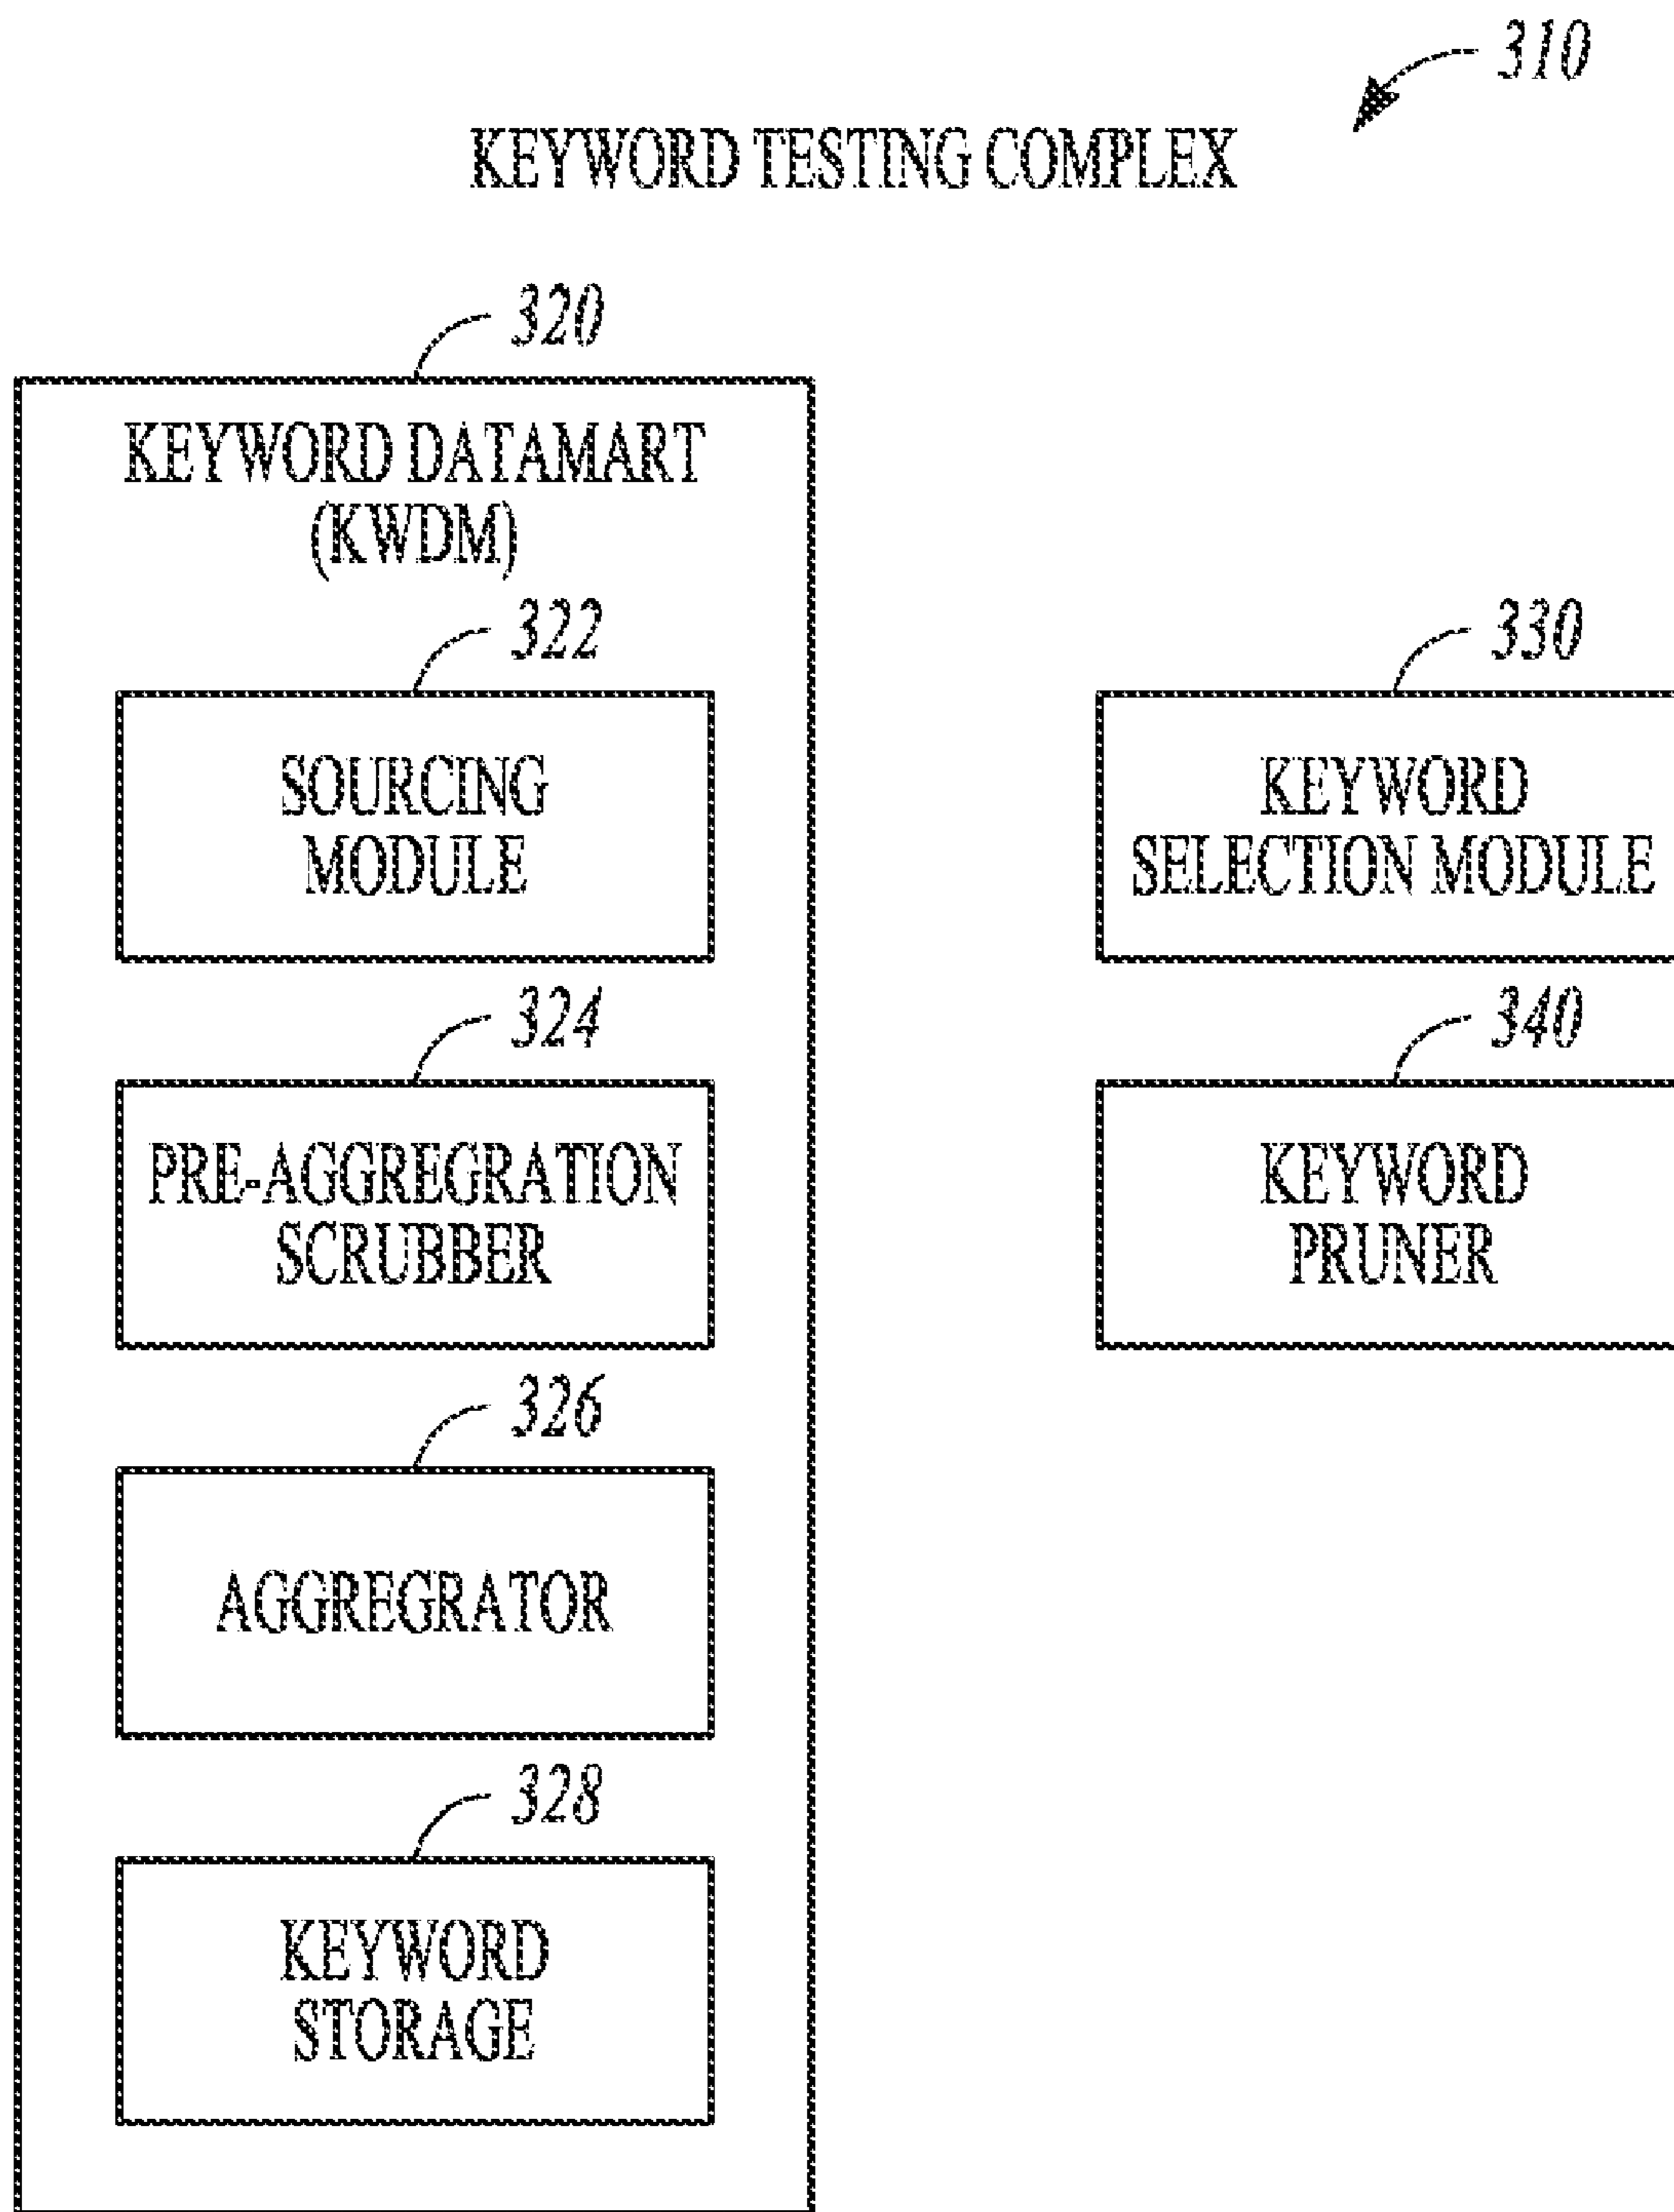 310
KEYWORD TESTING COMPLEX
320
KEYWORD DATAMART
(KWDM)
322
SOURCING
MODULE
324
PRE-AGGREGRATION
SCRUBBER
326
AGGREGRATOR
328
KEYWORD
STORAGE
330
KEYWORD
SELECTION MODULE
340
KEYWORD
PRUNER